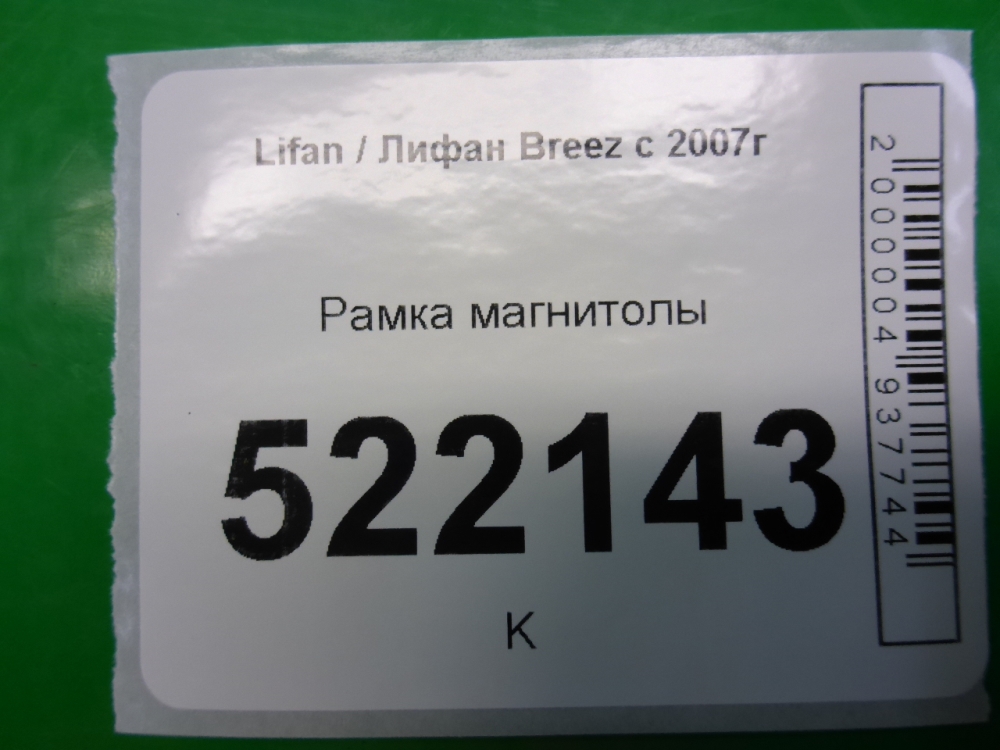 Lifan / Лифан Breez с 2007г
Рамка магнитолы
522143
К
2000004937744